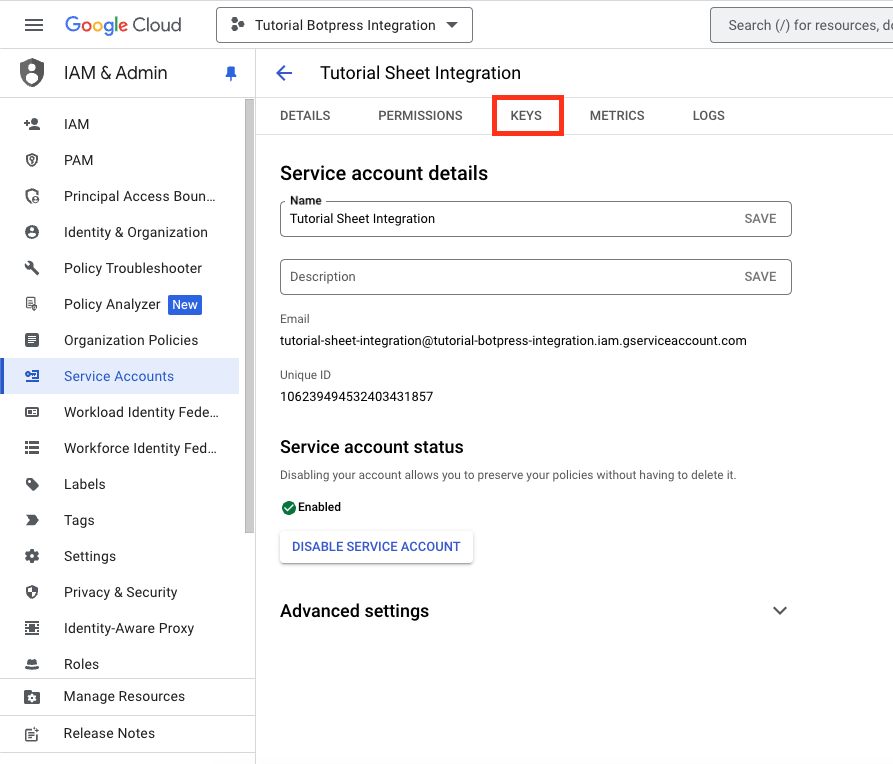 Google Cloud
Tutorial Botpress Integration
Search (/) for resources, do
IAM & Admin
Tutorial Sheet Integration
DETAILS
PERMISSIONS
KEYS
METRICS
LOGS
IAM
PAM
Principal Access Boun...
Identity & Organization
Policy Troubleshooter
Policy Analyzer New
Organization Policies
Service Accounts
Workload Identity Fede...
Workforce Identity Fed...
Labels
Tags
Settings
Privacy & Security
Identity-Aware Proxy
Roles
Manage Resources
Release Notes
Service account details
Name
Tutorial Sheet Integration SAVE
Description SAVE
Email
tutorial-sheet-integration@tutorial-botpress-integration.iam.gserviceaccount.com
Unique ID
106239494532403431857
Service account status
Disabling your account allows you to preserve your policies without having to delete it.
Enabled
DISABLE SERVICE ACCOUNT
Advanced settings